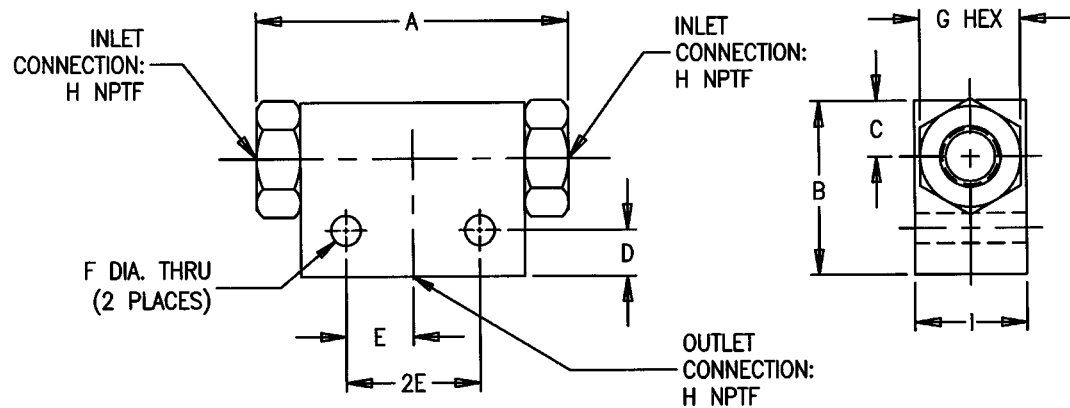 A
G HEX
INLET
CONNECTION:
H NPTF
INLET
CONNECTION:
H NPTF
C
B
D
F DIA. THRU
(2 PLACES)
E
2E
I
OUTLET
CONNECTION:
H NPTF